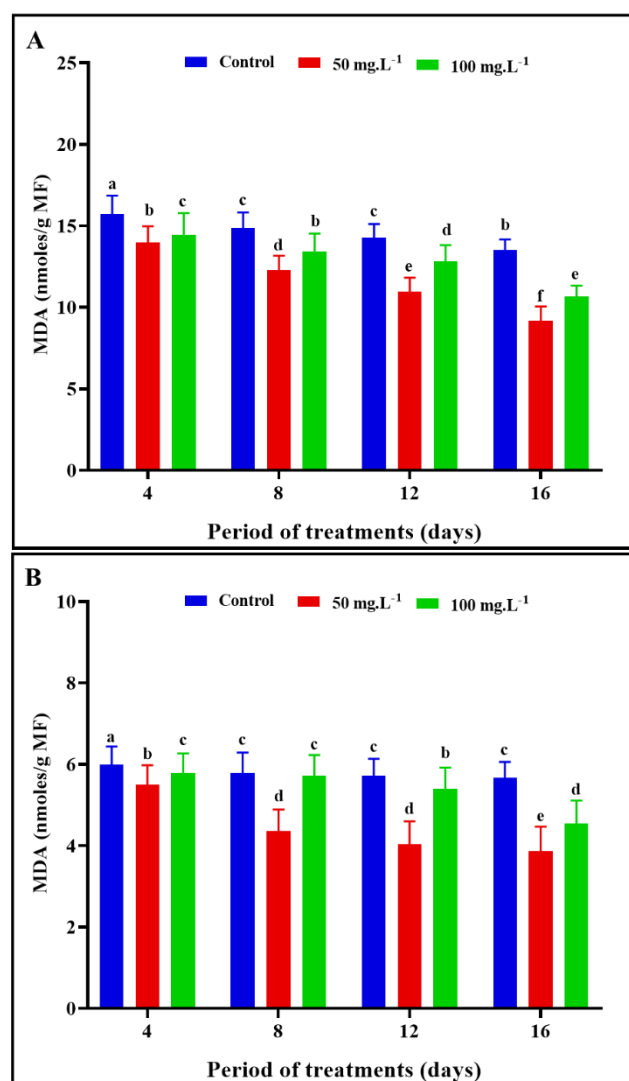 A
Control 50 mg.L⁻¹ 100 mg.L⁻¹
25
20
15
10
5
0
MDA (nmoles/g MF)
a b c c d b c e d b f e
4 8 12 16
Period of treatments (days)
B
Control 50 mg.L⁻¹ 100 mg.L⁻¹
10
8
6
4
2
0
MDA (nmoles/g MF)
a b c c d c c d b c e d
4 8 12 16
Period of treatments (days)